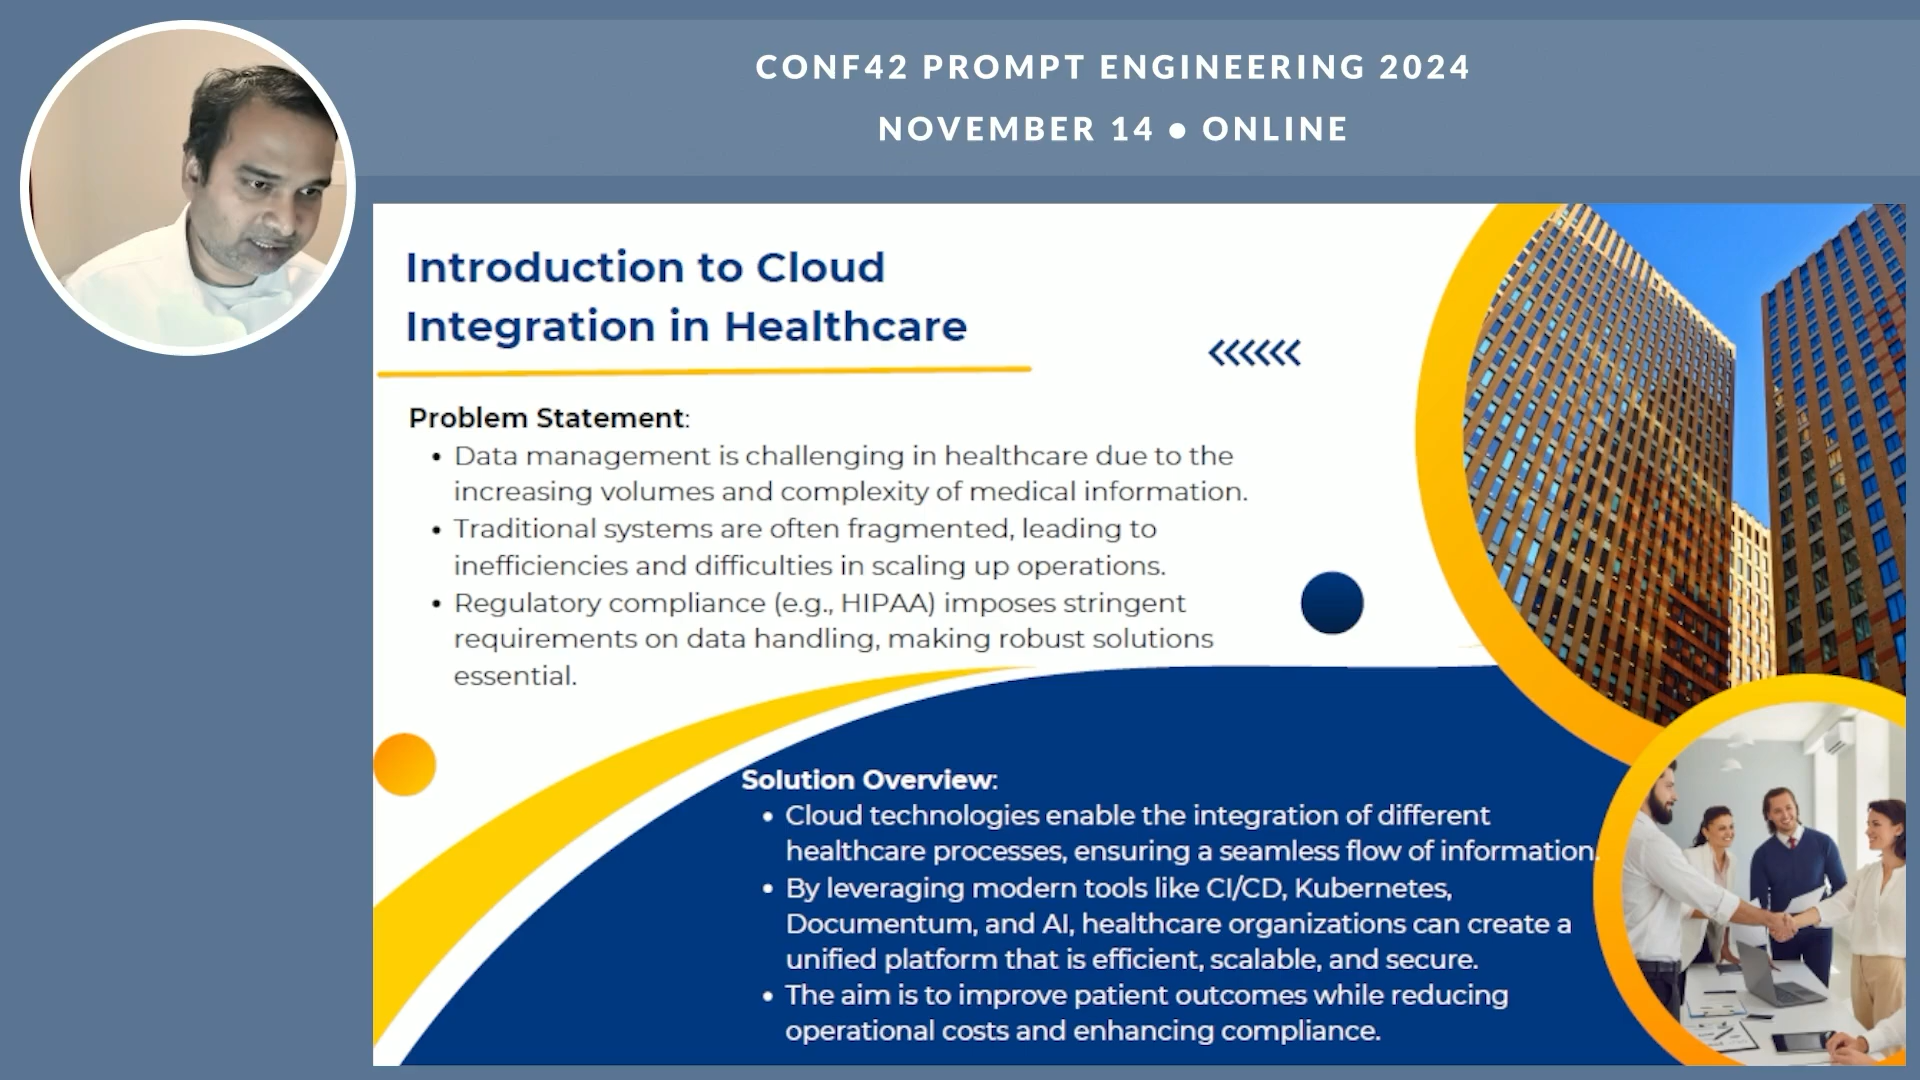 CONF42 PROMPT ENGINEERING 2024
NOVEMBER 14 ● ONLINE
Introduction to Cloud
Integration in Healthcare
Problem Statement:
• Data management is challenging in healthcare due to the
increasing volumes and complexity of medical information.
• Traditional systems are often fragmented, leading to
inefficiencies and difficulties in scaling up operations.
• Regulatory compliance (e.g., HIPAA) imposes stringent
requirements on data handling, making robust solutions
essential.
Solution Overview:
• Cloud technologies enable the integration of different
healthcare processes, ensuring a seamless flow of information.
• By leveraging modern tools like CI/CD, Kubernetes,
Documentum, and AI, healthcare organizations can create a
unified platform that is efficient, scalable, and secure.
• The aim is to improve patient outcomes while reducing
operational costs and enhancing compliance.